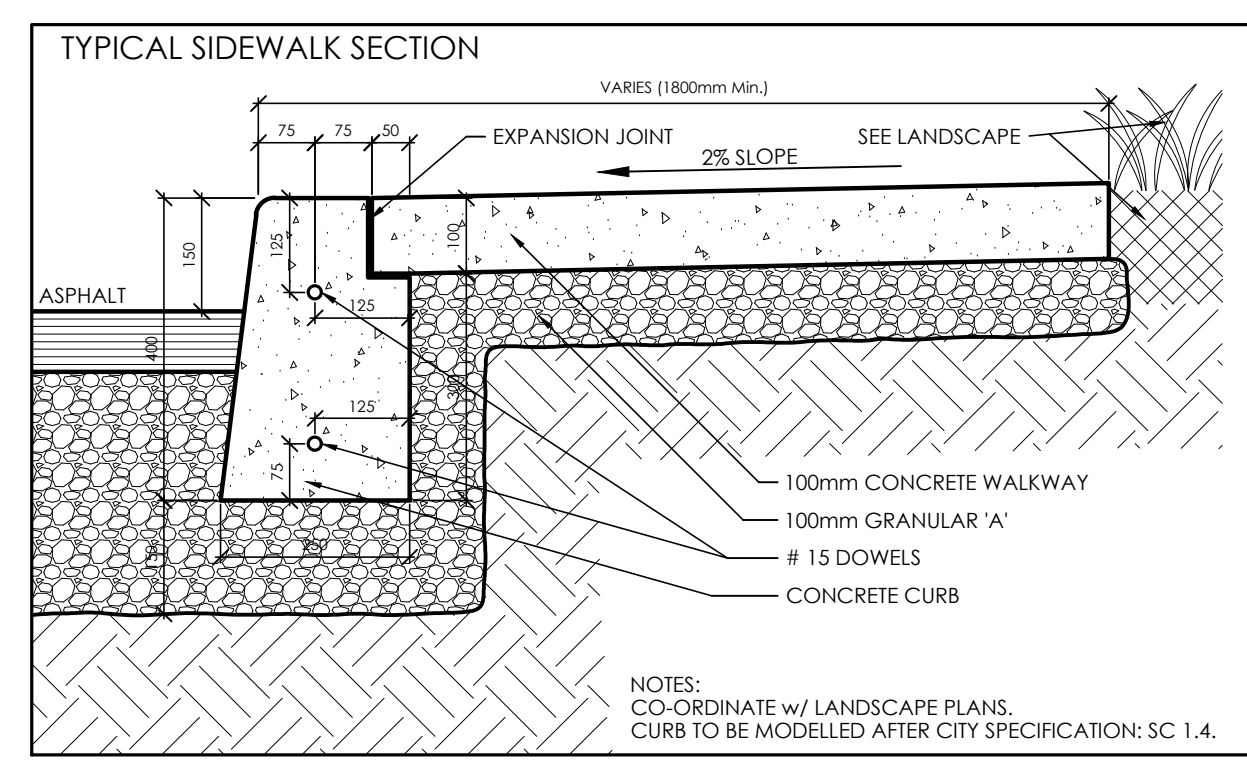 TYPICAL SIDEWALK SECTION
VARIES (1800mm Min.)
75 75 50
EXPANSION JOINT
SEE LANDSCAPE
2% SLOPE
150
125
100
ASPHALT
125
400
300
125
75
250
150
100mm CONCRETE WALKWAY
100mm GRANULAR 'A'
# 15 DOWELS
CONCRETE CURB
NOTES:
CO-ORDINATE w/ LANDSCAPE PLANS.
CURB TO BE MODELLED AFTER CITY SPECIFICATION: SC 1.4.